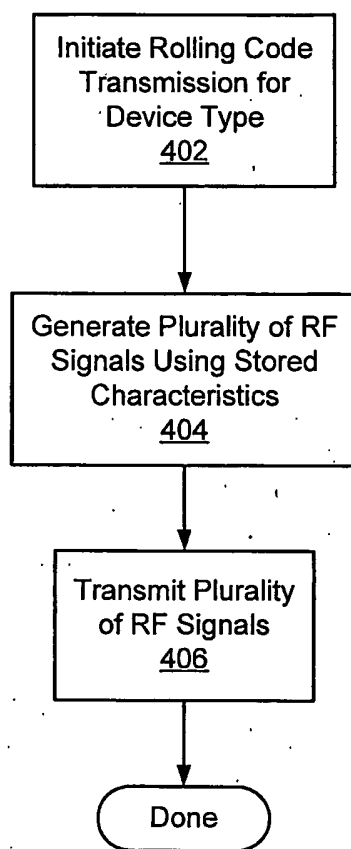 Initiate Rolling Code
Transmission for
Device Type
402
Generate Plurality of RF
Signals Using Stored
Characteristics
404
Transmit Plurality
of RF Signals
406
Done